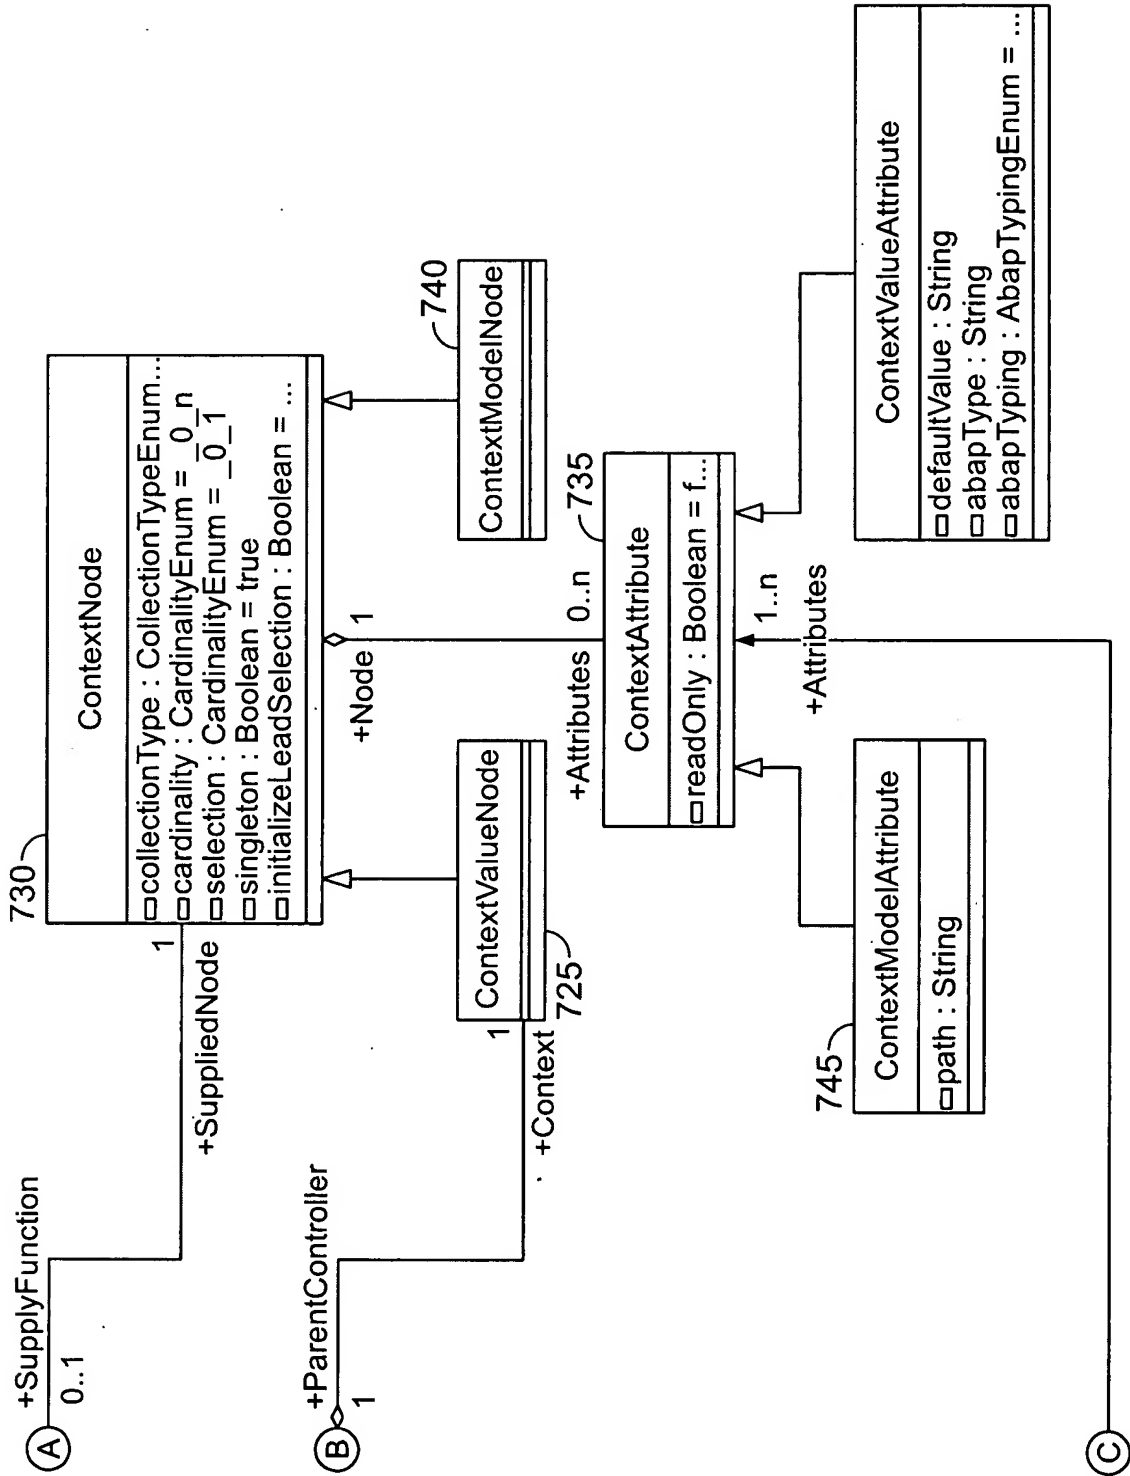 A
+SupplyFunction
0..1
+SuppliedNode
1
730
ContextNode
collectionType : CollectionTypeEnum...
cardinality : CardinalityEnum = _0_n
selection : CardinalityEnum = _0_1
singleton : Boolean = true
initializeLeadSelection : Boolean = ...
B
+ParentController
1
+Context
1
ContextValueNode
725
+Node
1
ContextModelNode
740
+Attributes
0..n
735
ContextAttribute
readOnly : Boolean = f...
1..n
+Attributes
745
ContextModelAttribute
path : String
ContextValueAttribute
defaultValue : String
abapType : String
abapTyping : AbapTypingEnum = ...
C